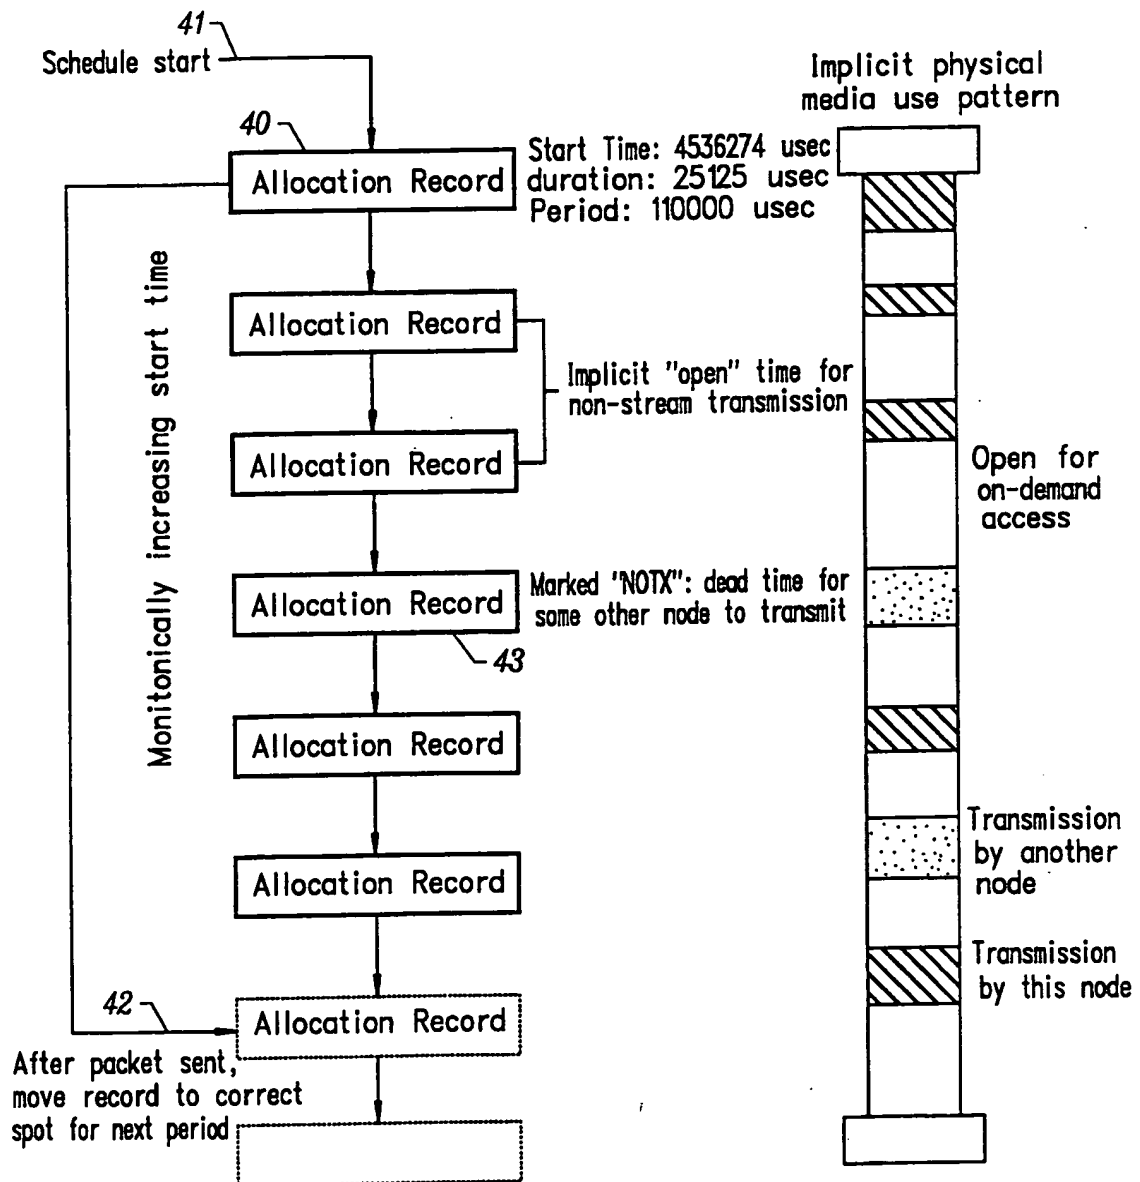 41
Schedule start
Implicit physical
media use pattern
40
Allocation Record
Start Time: 4536274 usec
duration: 25125 usec
Period: 110000 usec
Monitonically increasing start time
Allocation Record
Implicit "open" time for
non-stream transmission
Allocation Record
Open for
on-demand
access
Allocation Record
Marked 'NOTX": dead time for
some other node to transmit
43
Allocation Record
Transmission
by another
node
Allocation Record
Transmission
by this node
42
Allocation Record
After packet sent,
move record to correct
spot for next period